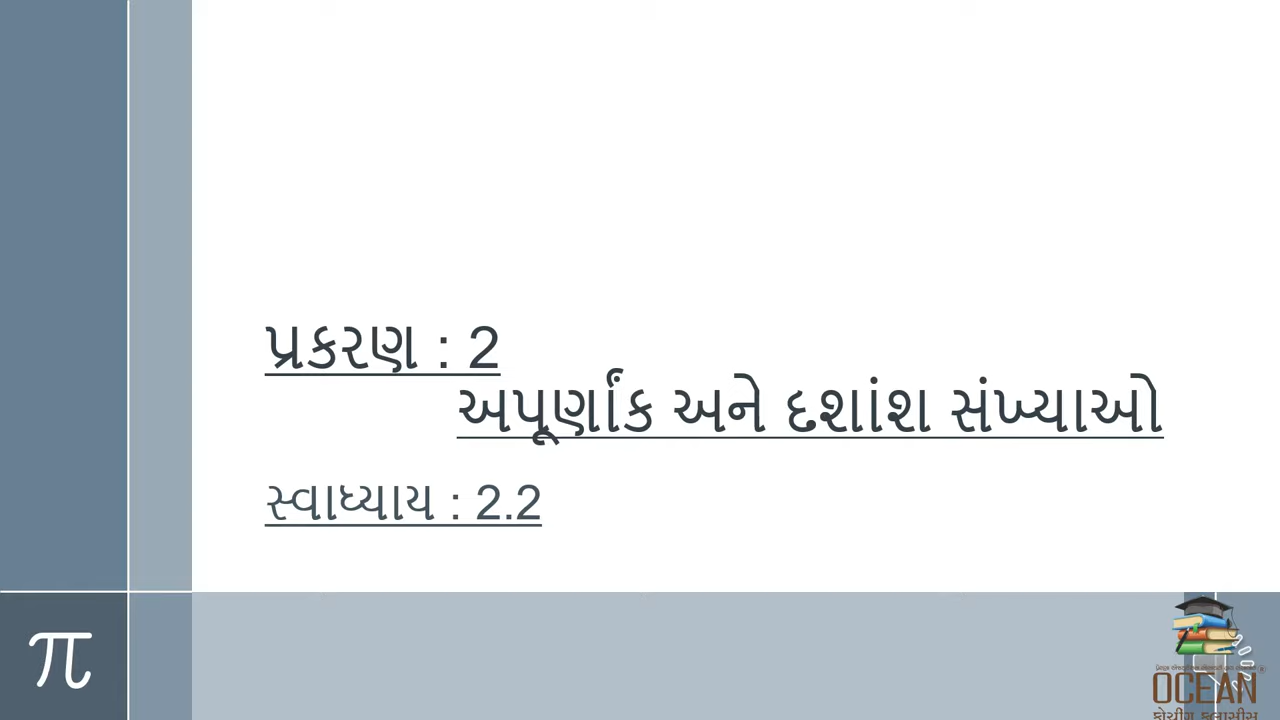 પ્રકરણ : 2
અપૂર્ણાંક અને દશાંશ સંખ્યાઓ
સ્વાધ્યાય : 2.2
π
OCEAN
કોચીંગ ક્લાસીસ